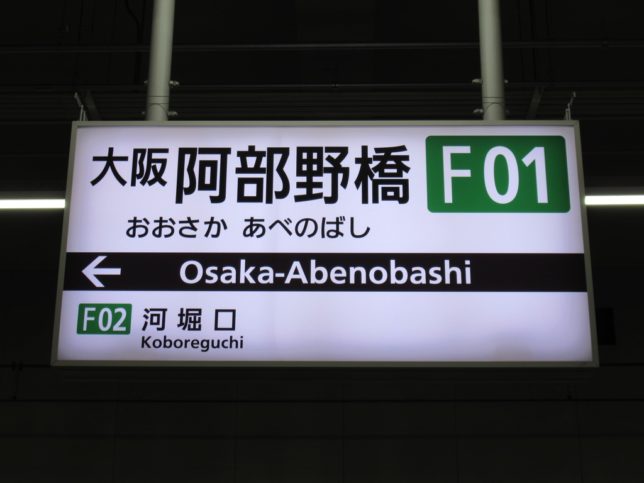 大阪 阿部野橋 F01
おおさか あべのばし
← Osaka-Abenobashi
F02 河堀口
Koboreguchi